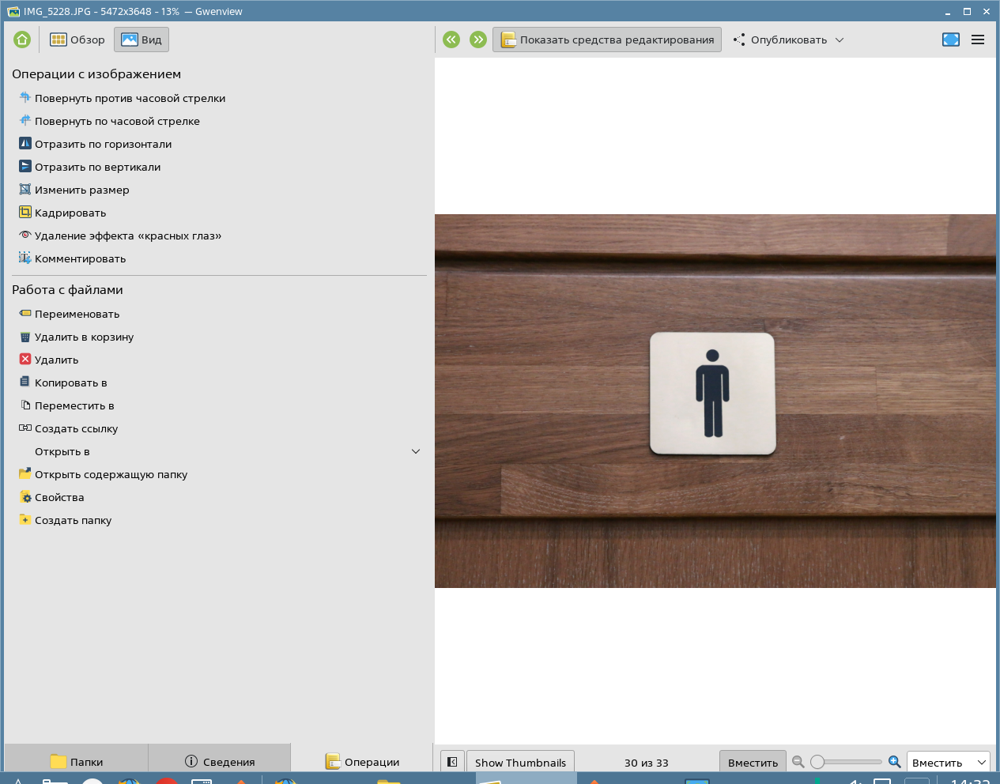 IMG_5228.JPG - 5472x3648 - 13% — Gwenview
Обзор
Вид
Показать средства редактирования
Опубликовать
Операции с изображением
Повернуть против часовой стрелки
Повернуть по часовой стрелке
Отразить по горизонтали
Отразить по вертикали
Изменить размер
Кадрировать
Удаление эффекта «красных глаз»
Комментировать
Работа с файлами
Переименовать
Удалить в корзину
Удалить
Копировать в
Переместить в
Создать ссылку
Открыть в
Открыть содержащую папку
Свойства
Создать папку
Папки
Сведения
Операции
Show Thumbnails
30 из 33
Вместить
Вместить